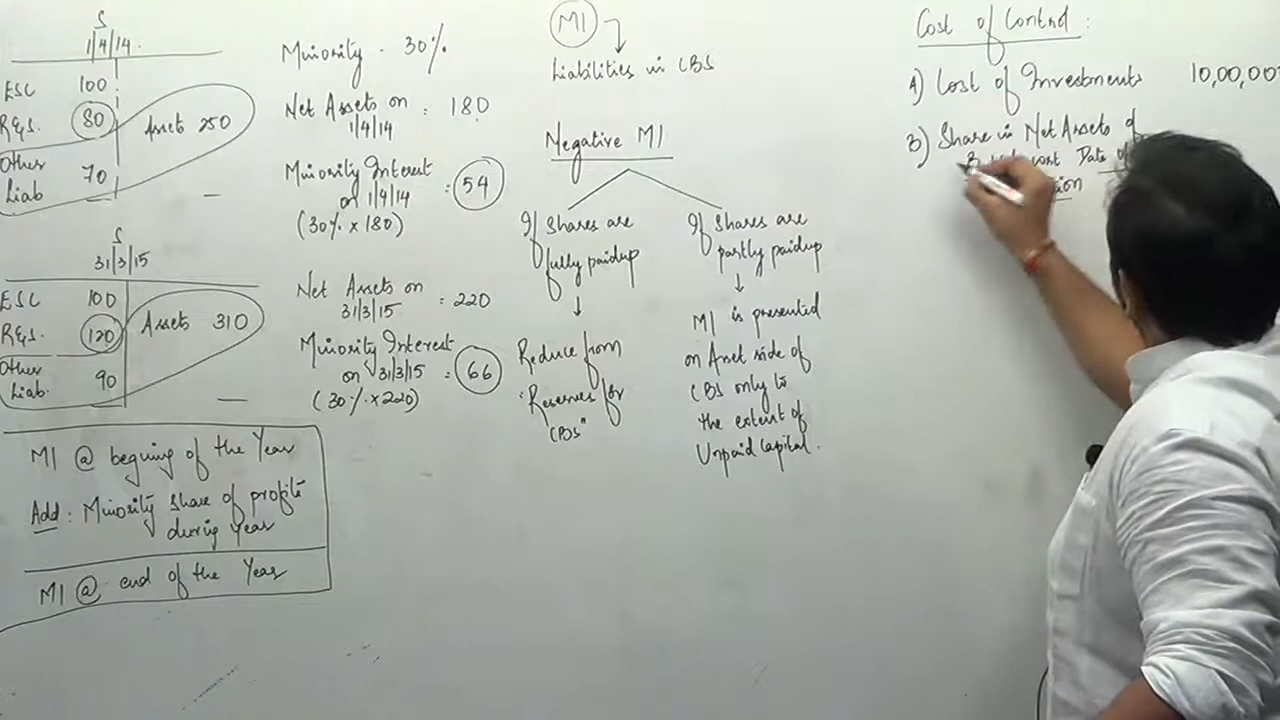 S
1/4/14.
ESC 100
R&S. 80
Assets 250
Other
Liab 70
S
31/3/15
ESC 100
R&S. 120
Assets 310
Other
Liab. 90
MI @ begining of the Year
Add: Minority share of profits
during year
MI @ end of the Year
Minority - 30%
Net Assets on
1/4/14 : 180
Minority Interest
on 1/4/14 = 54
(30% x 180)
Net Assets on
31/3/15 = 220
Minority Interest
on 31/3/15 = 66
(30% x 220)
MI
Liabilities in CBS
Negative MI
If Shares are
fully paidup
Reduce from
"Reserves for
CBS"
If Shares are
partly paidup
MI is presented
on Asset side of
CBS only to
the extent of
Unpaid Capital.
Cost of Control :
A) Cost of Investments 10,00,00
B) Share in Net Assets of
Date of